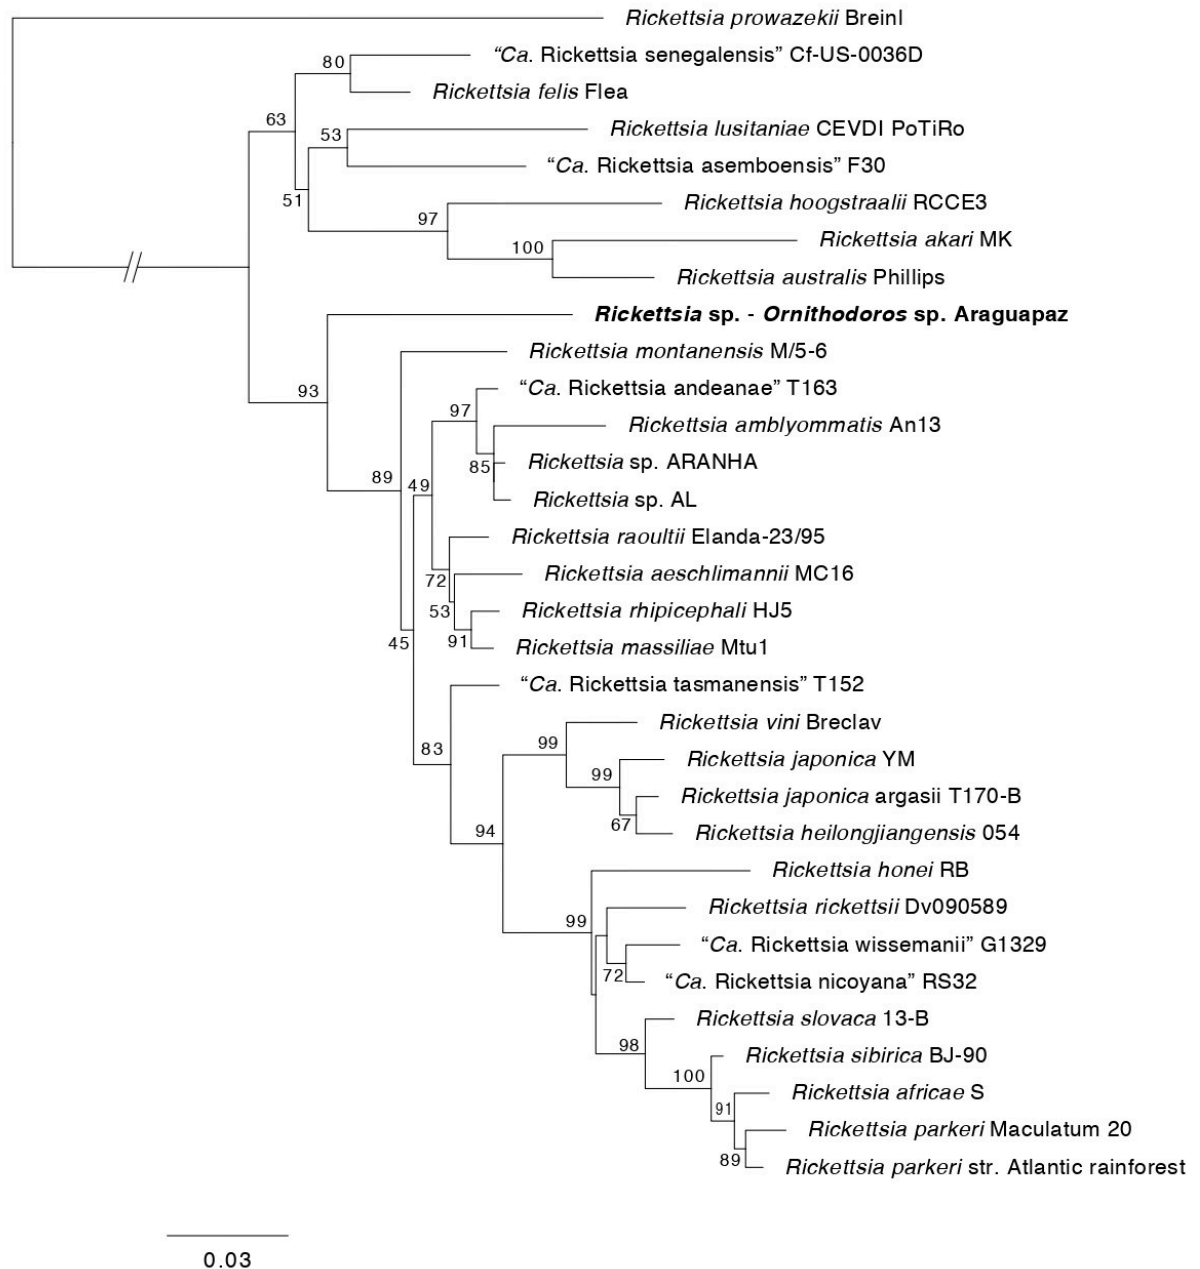 Rickettsia prowazekii Breinl
80 “Ca. Rickettsia senegalensis” Cf-US-0036D
Rickettsia felis Flea
63
53 Rickettsia lusitaniae CEVDI PoTiRo
“Ca. Rickettsia asemboensis” F30
51
97 Rickettsia hoogstraalii RCCE3
100 Rickettsia akari MK
Rickettsia australis Phillips
Rickettsia sp. - Ornithodoros sp. Araguapaz
Rickettsia montanensis M/5-6
93 “Ca. Rickettsia andeanae” T163
97 Rickettsia amblyommatis An13
85 Rickettsia sp. ARANHA
89 49
Rickettsia sp. AL
Rickettsia raoultii Elanda-23/95
72 Rickettsia aeschlimannii MC16
53 Rickettsia rhipicephali HJ5
45 91 Rickettsia massiliae Mtu1
“Ca. Rickettsia tasmanensis” T152
Rickettsia vini Breclav
83 99
99 Rickettsia japonica YM
Rickettsia japonica argasii T170-B
67
94 Rickettsia heilongjiangensis 054
Rickettsia honei RB
Rickettsia rickettsii Dv090589
99
“Ca. Rickettsia wissemanii” G1329
72 “Ca. Rickettsia nicoyana” RS32
Rickettsia slovaca 13-B
98 Rickettsia sibirica BJ-90
100
Rickettsia africae S
91
Rickettsia parkeri Maculatum 20
89 Rickettsia parkeri str. Atlantic rainforest
0.03